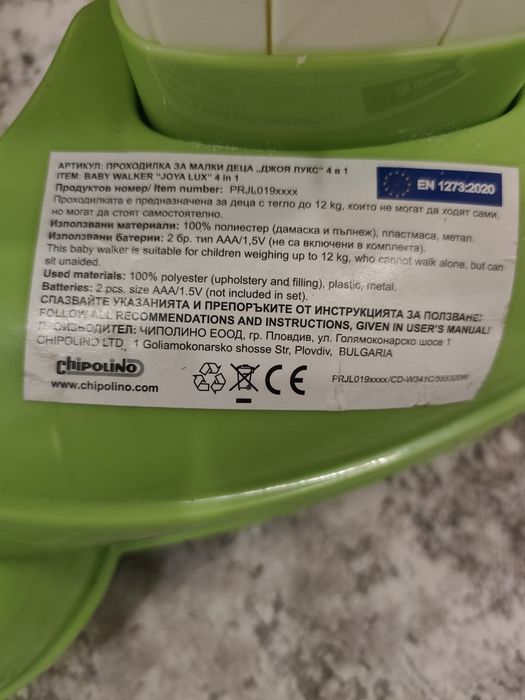 АРТИКУЛ: ПРОХОДИЛКА ЗА МАЛКИ ДЕЦА „ДЖОЯ ЛУКС" 4 в 1
ITEM: BABY WALKER "JOYA LUX" 4 in 1
Продуктов номер/ Item number: PRJL019xxxx
EN 1273:2020
Проходилката е предназначена за деца с тегло до 12 kg, които не могат да ходят сами,
но могат да стоят самостоятелно.
Използвани материали: 100% полиестер (дамаска и пълнеж), пластмаса, метал.
Използвани батерии: 2 бр. тип AAA/1,5V (не са включени в комплекта).
This baby walker is suitable for children weighing up to 12 kg, who cannot walk alone, but can
sit unaided.
Used materials: 100% polyester (upholstery and filling), plastic, metal.
Batteries: 2 pcs. size AAA/1.5V (not included in set).
СПАЗВАЙТЕ УКАЗАНИЯТА И ПРЕПОРЪКИТЕ ОТ ИНСТРУКЦИЯТА ЗА ПОЛЗВАНЕ!
FOLLOW ALL RECOMMENDATIONS AND INSTRUCTIONS, GIVEN IN USER'S MANUAL!
ПРОИЗВОДИТЕЛ: ЧИПОЛИНО ЕООД, гр. Пловдив, ул. Голямоконарско шосе 1
CHIPOLINO LTD, 1 Goliamokonarsko shosse Str, Plovdiv, BULGARIA
chipolino
www.chipolino.com
CE
PRJL019xxxx/CD-W341C/555320W